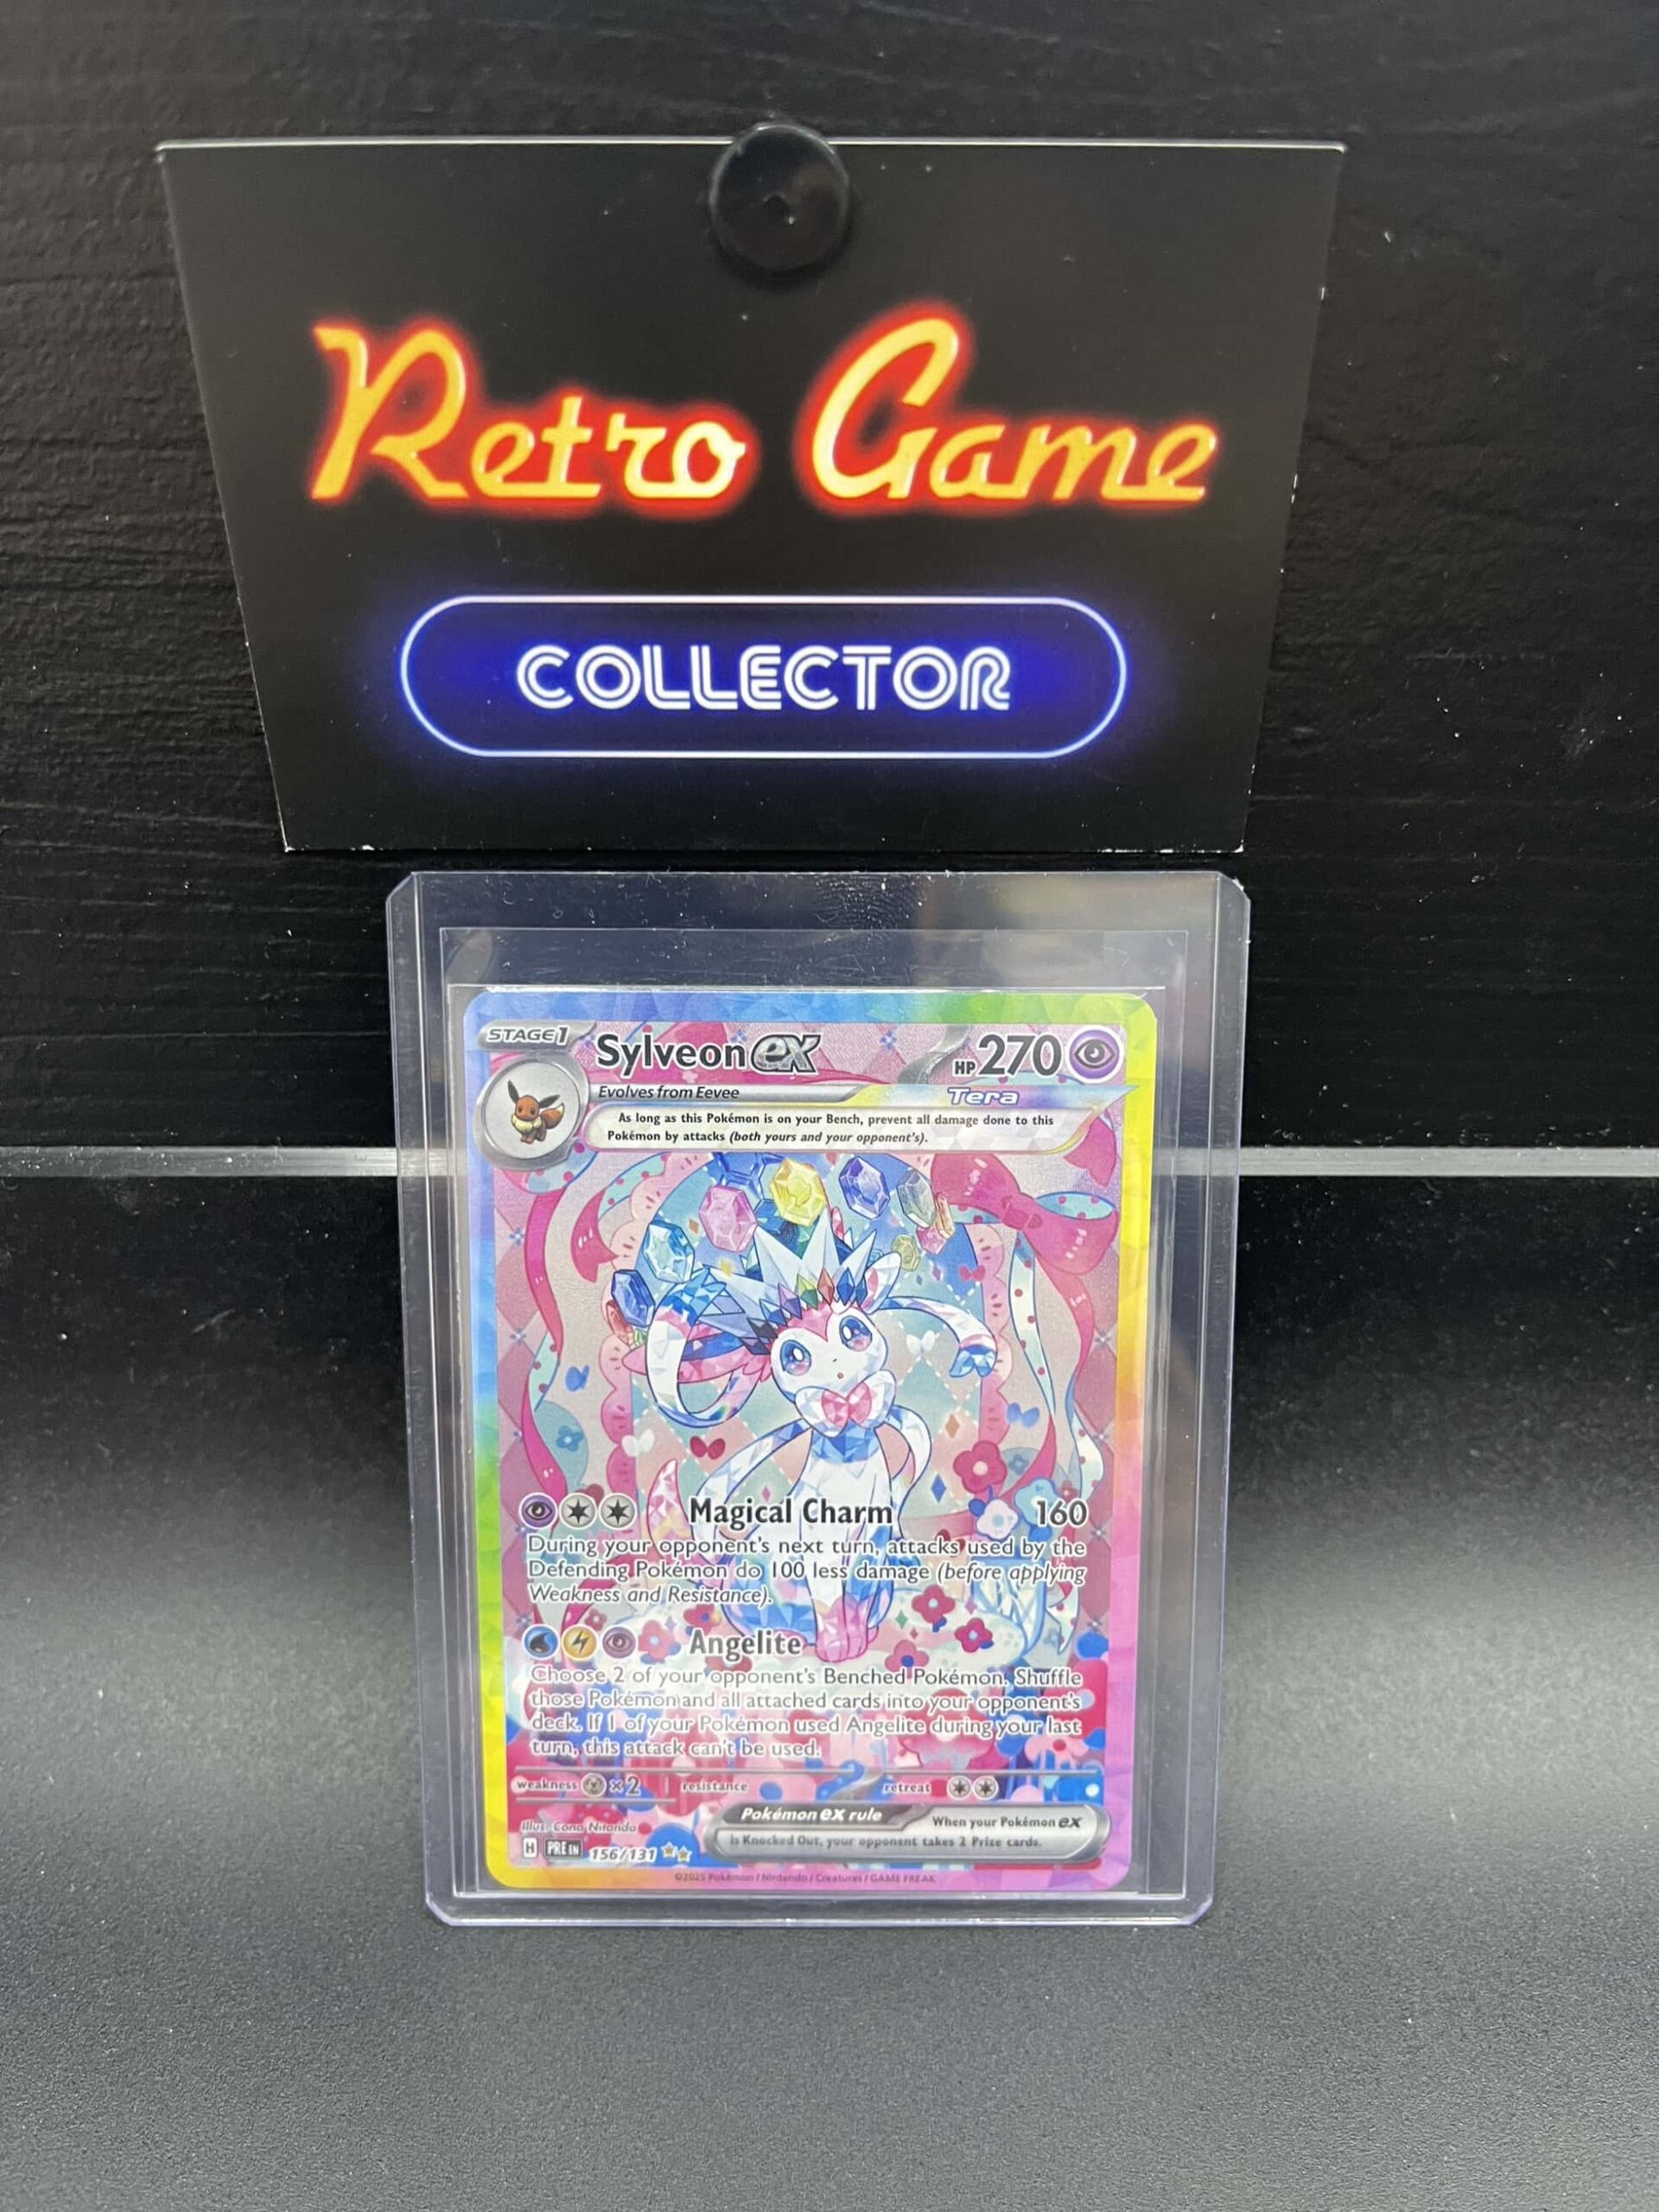 Retro Game
COLLECTOR
STAGE 1 Sylveon ex HP 270
Evolves from Eevee Tera
As long as this Pokémon is on your Bench, prevent all damage done to this
Pokémon by attacks (both yours and your opponent's).
Magical Charm 160
During your opponent's next turn, attacks used by the
Defending Pokémon do 100 less damage (before applying
Weakness and Resistance).
Angelite
Choose 2 of your opponent's Benched Pokémon. Shuffle
those Pokémon and all attached cards into your opponent's
deck. If 1 of your Pokémon used Angelite during your last
turn, this attack can't be used.
weakness ×2 resistance retreat
Pokémon ex rule When your Pokémon ex
is Knocked Out, your opponent takes 2 Prize cards.
Illus. Cona Nitanda
H PRE EN 156/131
©2025 Pokémon / Nintendo / Creatures / GAME FREAK